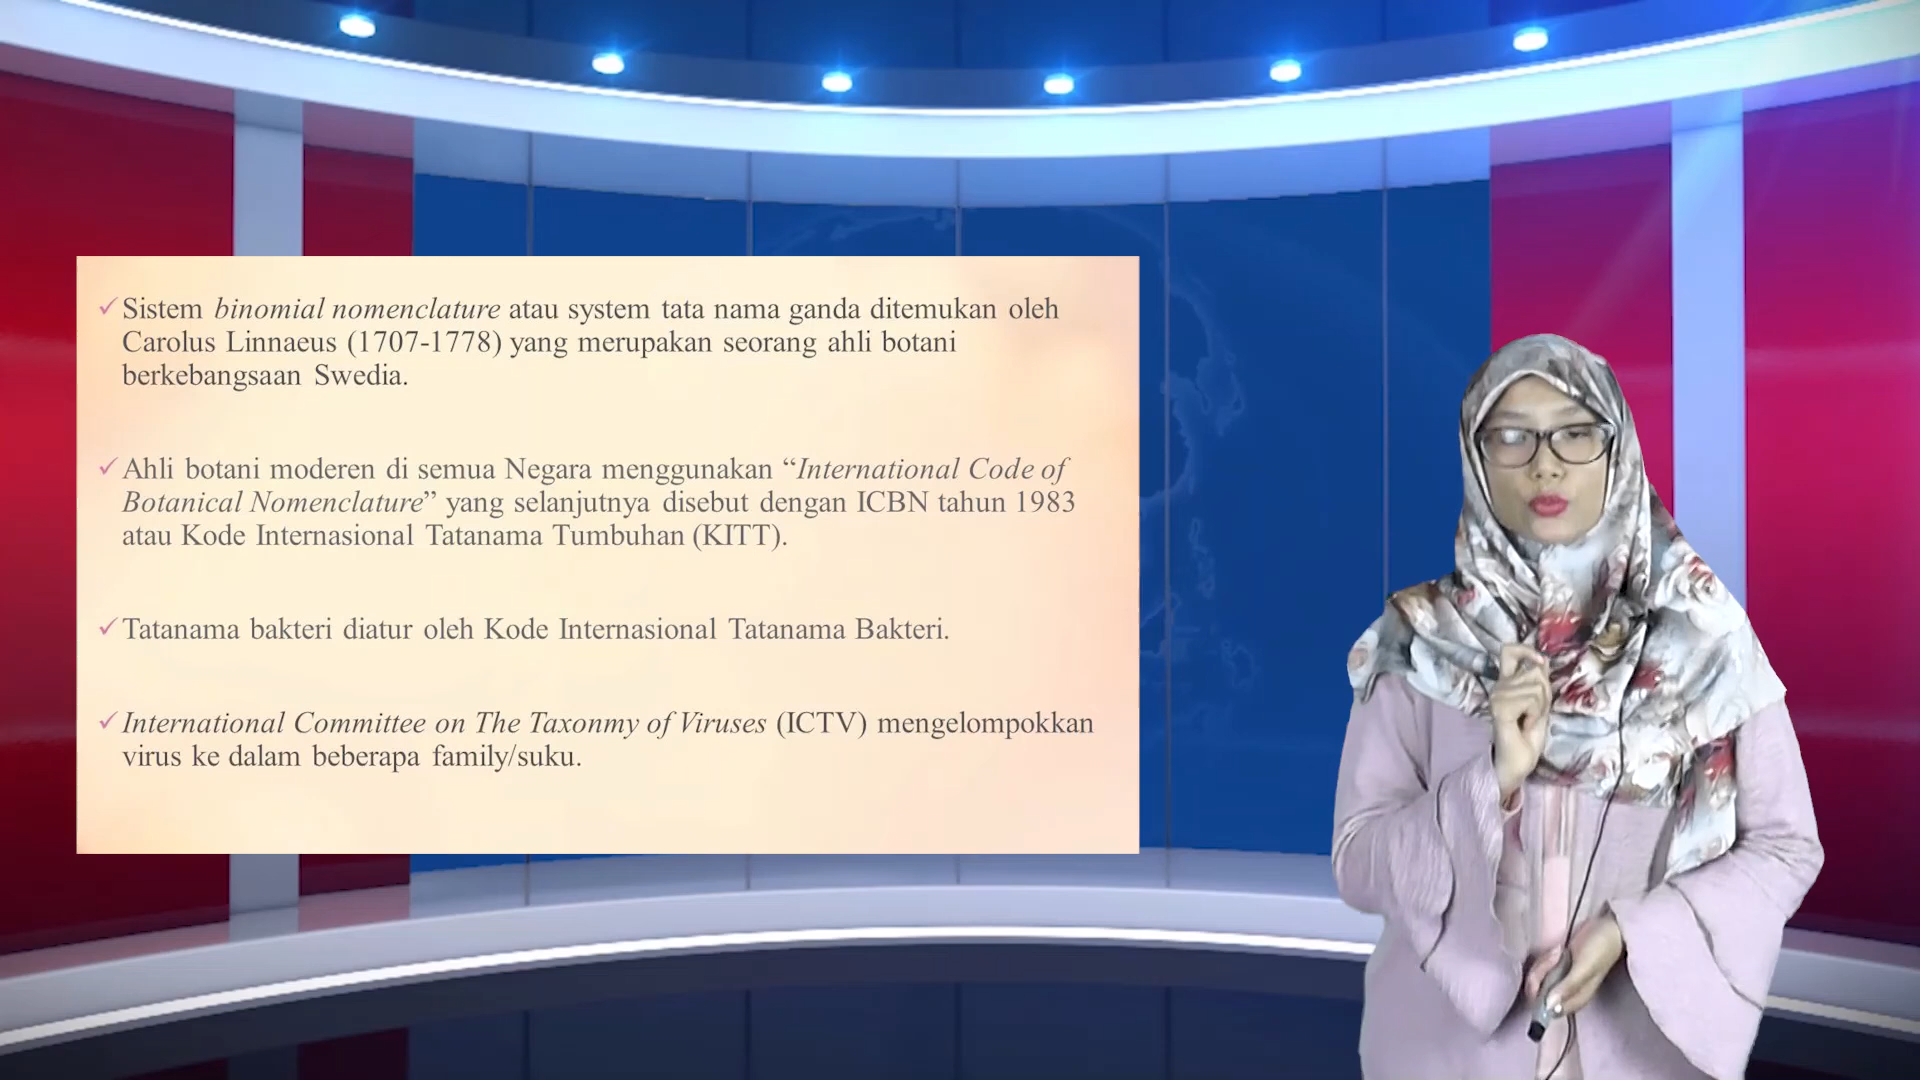 ✓Sistem binomial nomenclature atau system tata nama ganda ditemukan oleh
Carolus Linnaeus (1707-1778) yang merupakan seorang ahli botani
berkebangsaan Swedia.
✓Ahli botani moderen di semua Negara menggunakan “International Code of
Botanical Nomenclature” yang selanjutnya disebut dengan ICBN tahun 1983
atau Kode Internasional Tatanama Tumbuhan (KITT).
✓Tatanama bakteri diatur oleh Kode Internasional Tatanama Bakteri.
✓International Committee on The Taxonmy of Viruses (ICTV) mengelompokkan
virus ke dalam beberapa family/suku.